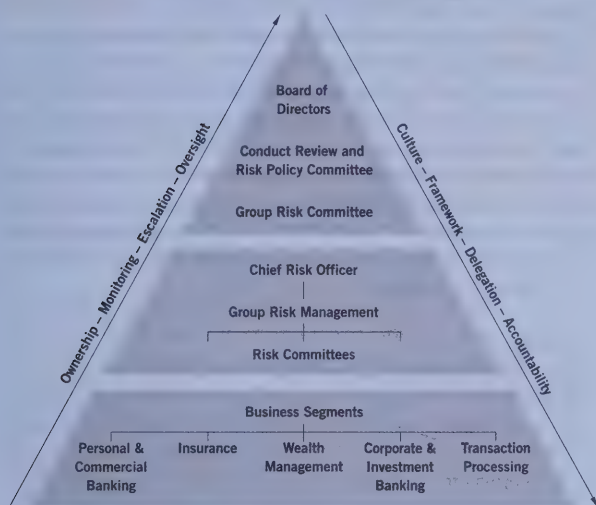 Board of
Directors
Conduct Review and
Risk Policy Committee
Group Risk Committee
Chief Risk Officer
Group Risk Management
Risk Committees
Business Segments
Personal &
Commercial
Banking
Insurance
Wealth
Management
Corporate &
Investment
Banking
Transaction
Processing
Ownership – Monitoring – Escalation – Oversight
Culture – Framework – Delegation – Accountability